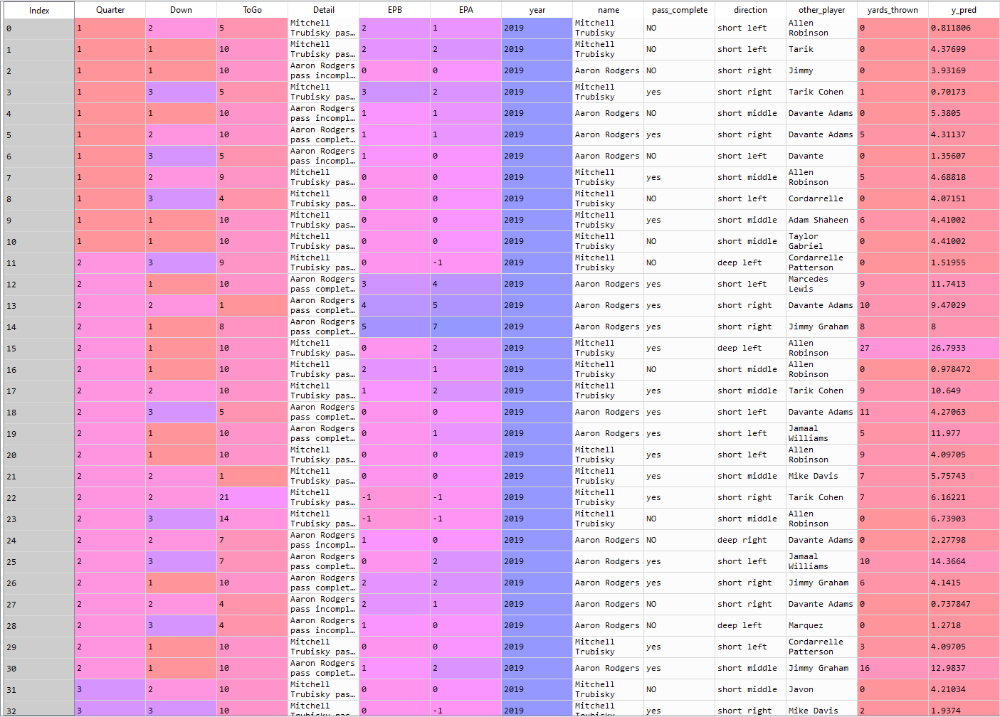 Index Quarter Down ToGo Detail EPB EPA year name pass_complete direction other_player yards_thrown y_pred
0 1 2 5 Mitchell Trubisky pas… 2 1 2019 Mitchell Trubisky NO short left Allen Robinson 0 0.811806
1 1 1 10 Mitchell Trubisky pas… 2 2 2019 Mitchell Trubisky NO short left Tarik 0 4.37699
2 1 1 10 Aaron Rodgers pass incompl… 0 0 2019 Aaron Rodgers NO short right Jimmy 0 3.93169
3 1 3 5 Mitchell Trubisky pas… 3 2 2019 Mitchell Trubisky yes short right Tarik Cohen 1 0.70173
4 1 1 10 Aaron Rodgers pass incompl… 1 1 2019 Aaron Rodgers NO short middle Davante Adams 0 5.3805
5 1 2 10 Aaron Rodgers pass complet… 1 1 2019 Aaron Rodgers yes short right Davante Adams 5 4.31137
6 1 3 5 Aaron Rodgers pass incompl… 1 0 2019 Aaron Rodgers NO short left Davante 0 1.35607
7 1 2 9 Mitchell Trubisky pas… 0 0 2019 Mitchell Trubisky yes short middle Allen Robinson 5 4.68818
8 1 3 4 Mitchell Trubisky pas… 0 0 2019 Mitchell Trubisky NO short left Cordarrelle 0 4.07151
9 1 1 10 Mitchell Trubisky pas… 0 0 2019 Mitchell Trubisky yes short middle Adam Shaheen 6 4.41002
10 1 1 10 Mitchell Trubisky pas… 0 0 2019 Mitchell Trubisky NO short middle Taylor Gabriel 0 4.41002
11 2 3 9 Mitchell Trubisky pas… 0 -1 2019 Mitchell Trubisky NO deep left Cordarrelle Patterson 0 1.51955
12 2 1 10 Aaron Rodgers pass complet… 3 4 2019 Aaron Rodgers yes short left Marcedes Lewis 9 11.7413
13 2 2 1 Aaron Rodgers pass complet… 4 5 2019 Aaron Rodgers yes short right Davante Adams 10 9.47029
14 2 1 8 Aaron Rodgers pass complet… 5 7 2019 Aaron Rodgers yes short right Jimmy Graham 8 8
15 2 1 10 Mitchell Trubisky pas… 0 2 2019 Mitchell Trubisky yes deep left Allen Robinson 27 26.7933
16 2 1 10 Mitchell Trubisky pas… 2 1 2019 Mitchell Trubisky NO short middle Allen Robinson 0 0.978472
17 2 2 10 Mitchell Trubisky pas… 1 2 2019 Mitchell Trubisky yes short middle Tarik Cohen 9 10.649
18 2 3 5 Aaron Rodgers pass complet… 0 0 2019 Aaron Rodgers yes short left Davante Adams 11 4.27063
19 2 1 10 Aaron Rodgers pass complet… 0 1 2019 Aaron Rodgers yes short left Jamaal Williams 5 11.977
20 2 1 10 Mitchell Trubisky pas… 0 0 2019 Mitchell Trubisky yes short left Allen Robinson 9 4.09705
21 2 2 1 Mitchell Trubisky pas… 0 0 2019 Mitchell Trubisky yes short middle Mike Davis 7 5.75743
22 2 2 21 Mitchell Trubisky pas… -1 -1 2019 Mitchell Trubisky yes short right Tarik Cohen 7 6.16221
23 2 3 14 Mitchell Trubisky pas… -1 -1 2019 Mitchell Trubisky NO short middle Allen Robinson 0 6.73903
24 2 2 7 Aaron Rodgers pass incompl… 1 0 2019 Aaron Rodgers NO deep right Davante Adams 0 2.27798
25 2 3 7 Aaron Rodgers pass complet… 0 2 2019 Aaron Rodgers yes short left Jamaal Williams 10 14.3664
26 2 1 10 Aaron Rodgers pass complet… 2 2 2019 Aaron Rodgers yes short right Jimmy Graham 6 4.1415
27 2 2 4 Aaron Rodgers pass incompl… 2 1 2019 Aaron Rodgers NO short right Davante Adams 0 0.737847
28 2 3 4 Aaron Rodgers pass incompl… 1 0 2019 Aaron Rodgers NO deep left Marquez 0 1.2718
29 2 1 10 Mitchell Trubisky pas… 0 0 2019 Mitchell Trubisky yes short left Cordarrelle Patterson 3 4.09705
30 2 1 10 Aaron Rodgers pass complet… 1 2 2019 Aaron Rodgers yes short middle Jimmy Graham 16 12.9837
31 3 2 10 Mitchell Trubisky pas… 0 0 2019 Mitchell Trubisky NO short middle Javon 0 4.21034
32 3 3 10 Mitchell Trubisky pas… 0 -1 2019 Mitchell Trubisky yes short right Mike Davis 2 1.9374